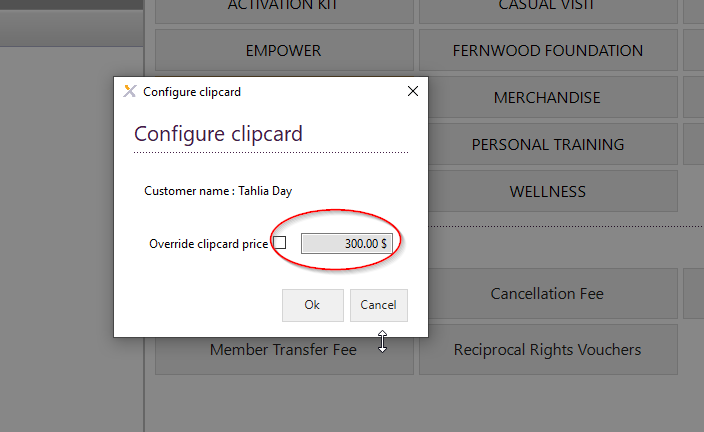 ACTIVATION KIT
CASUAL VISIT
EMPOWER
FERNWOOD FOUNDATION
Configure clipcard
MERCHANDISE
Configure clipcard
PERSONAL TRAINING
Customer name : Tahlia Day
WELLNESS
Override clipcard price
300.00 $
Ok
Cancel
Cancellation Fee
Member Transfer Fee
Reciprocal Rights Vouchers